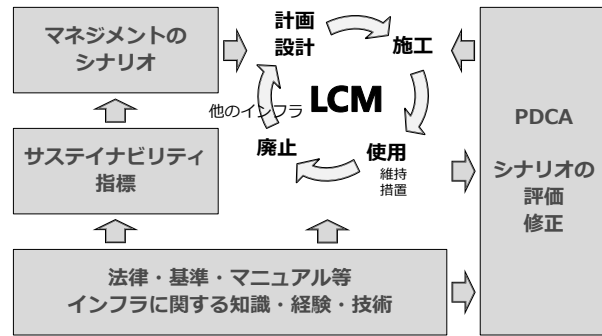 マネジメントの
シナリオ
計画
設計
施工
LCM
他のインフラ
廃止
使用
維持
措置
サステイナビリティ
指標
PDCA
シナリオの
評価
修正
法律・基準・マニュアル等
インフラに関する知識・経験・技術